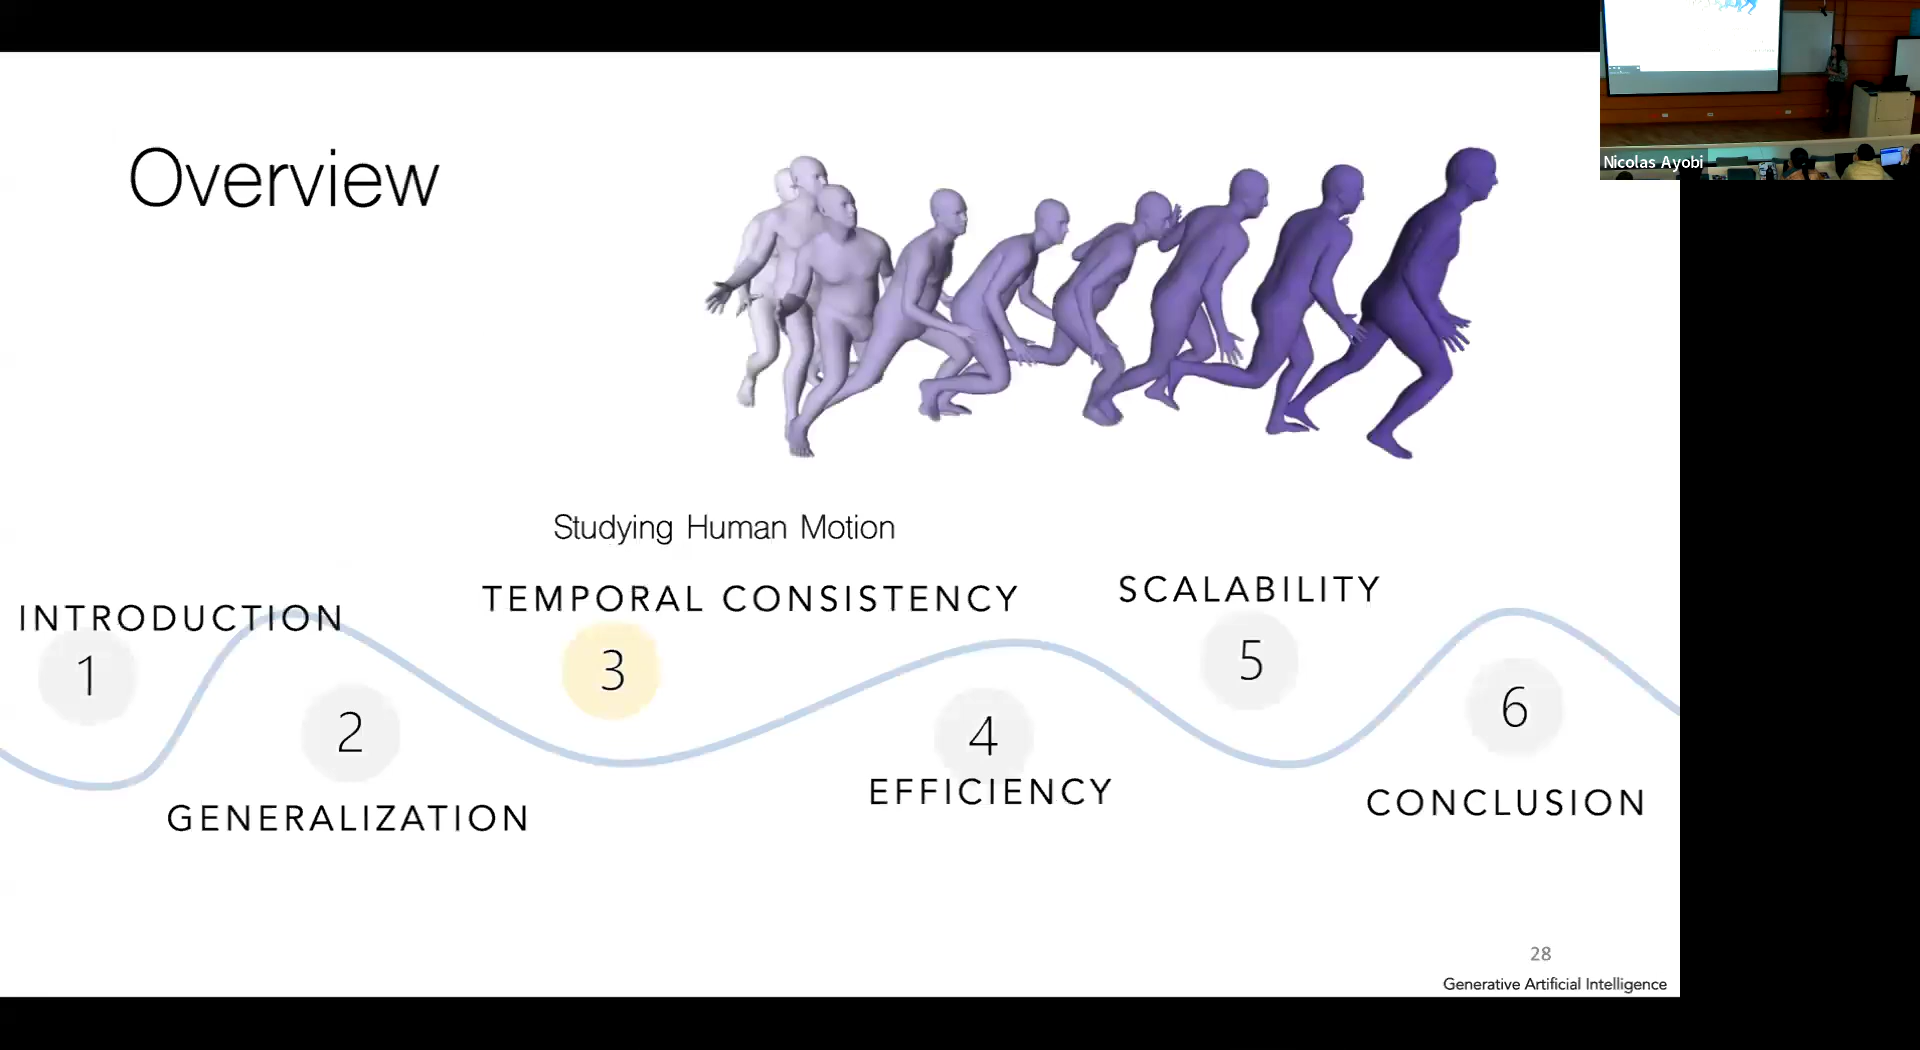 Overview
Nicolas Ayobi
Studying Human Motion
INTRODUCTION
TEMPORAL CONSISTENCY
SCALABILITY
1
2
3
4
5
6
GENERALIZATION
EFFICIENCY
CONCLUSION
28
Generative Artificial Intelligence